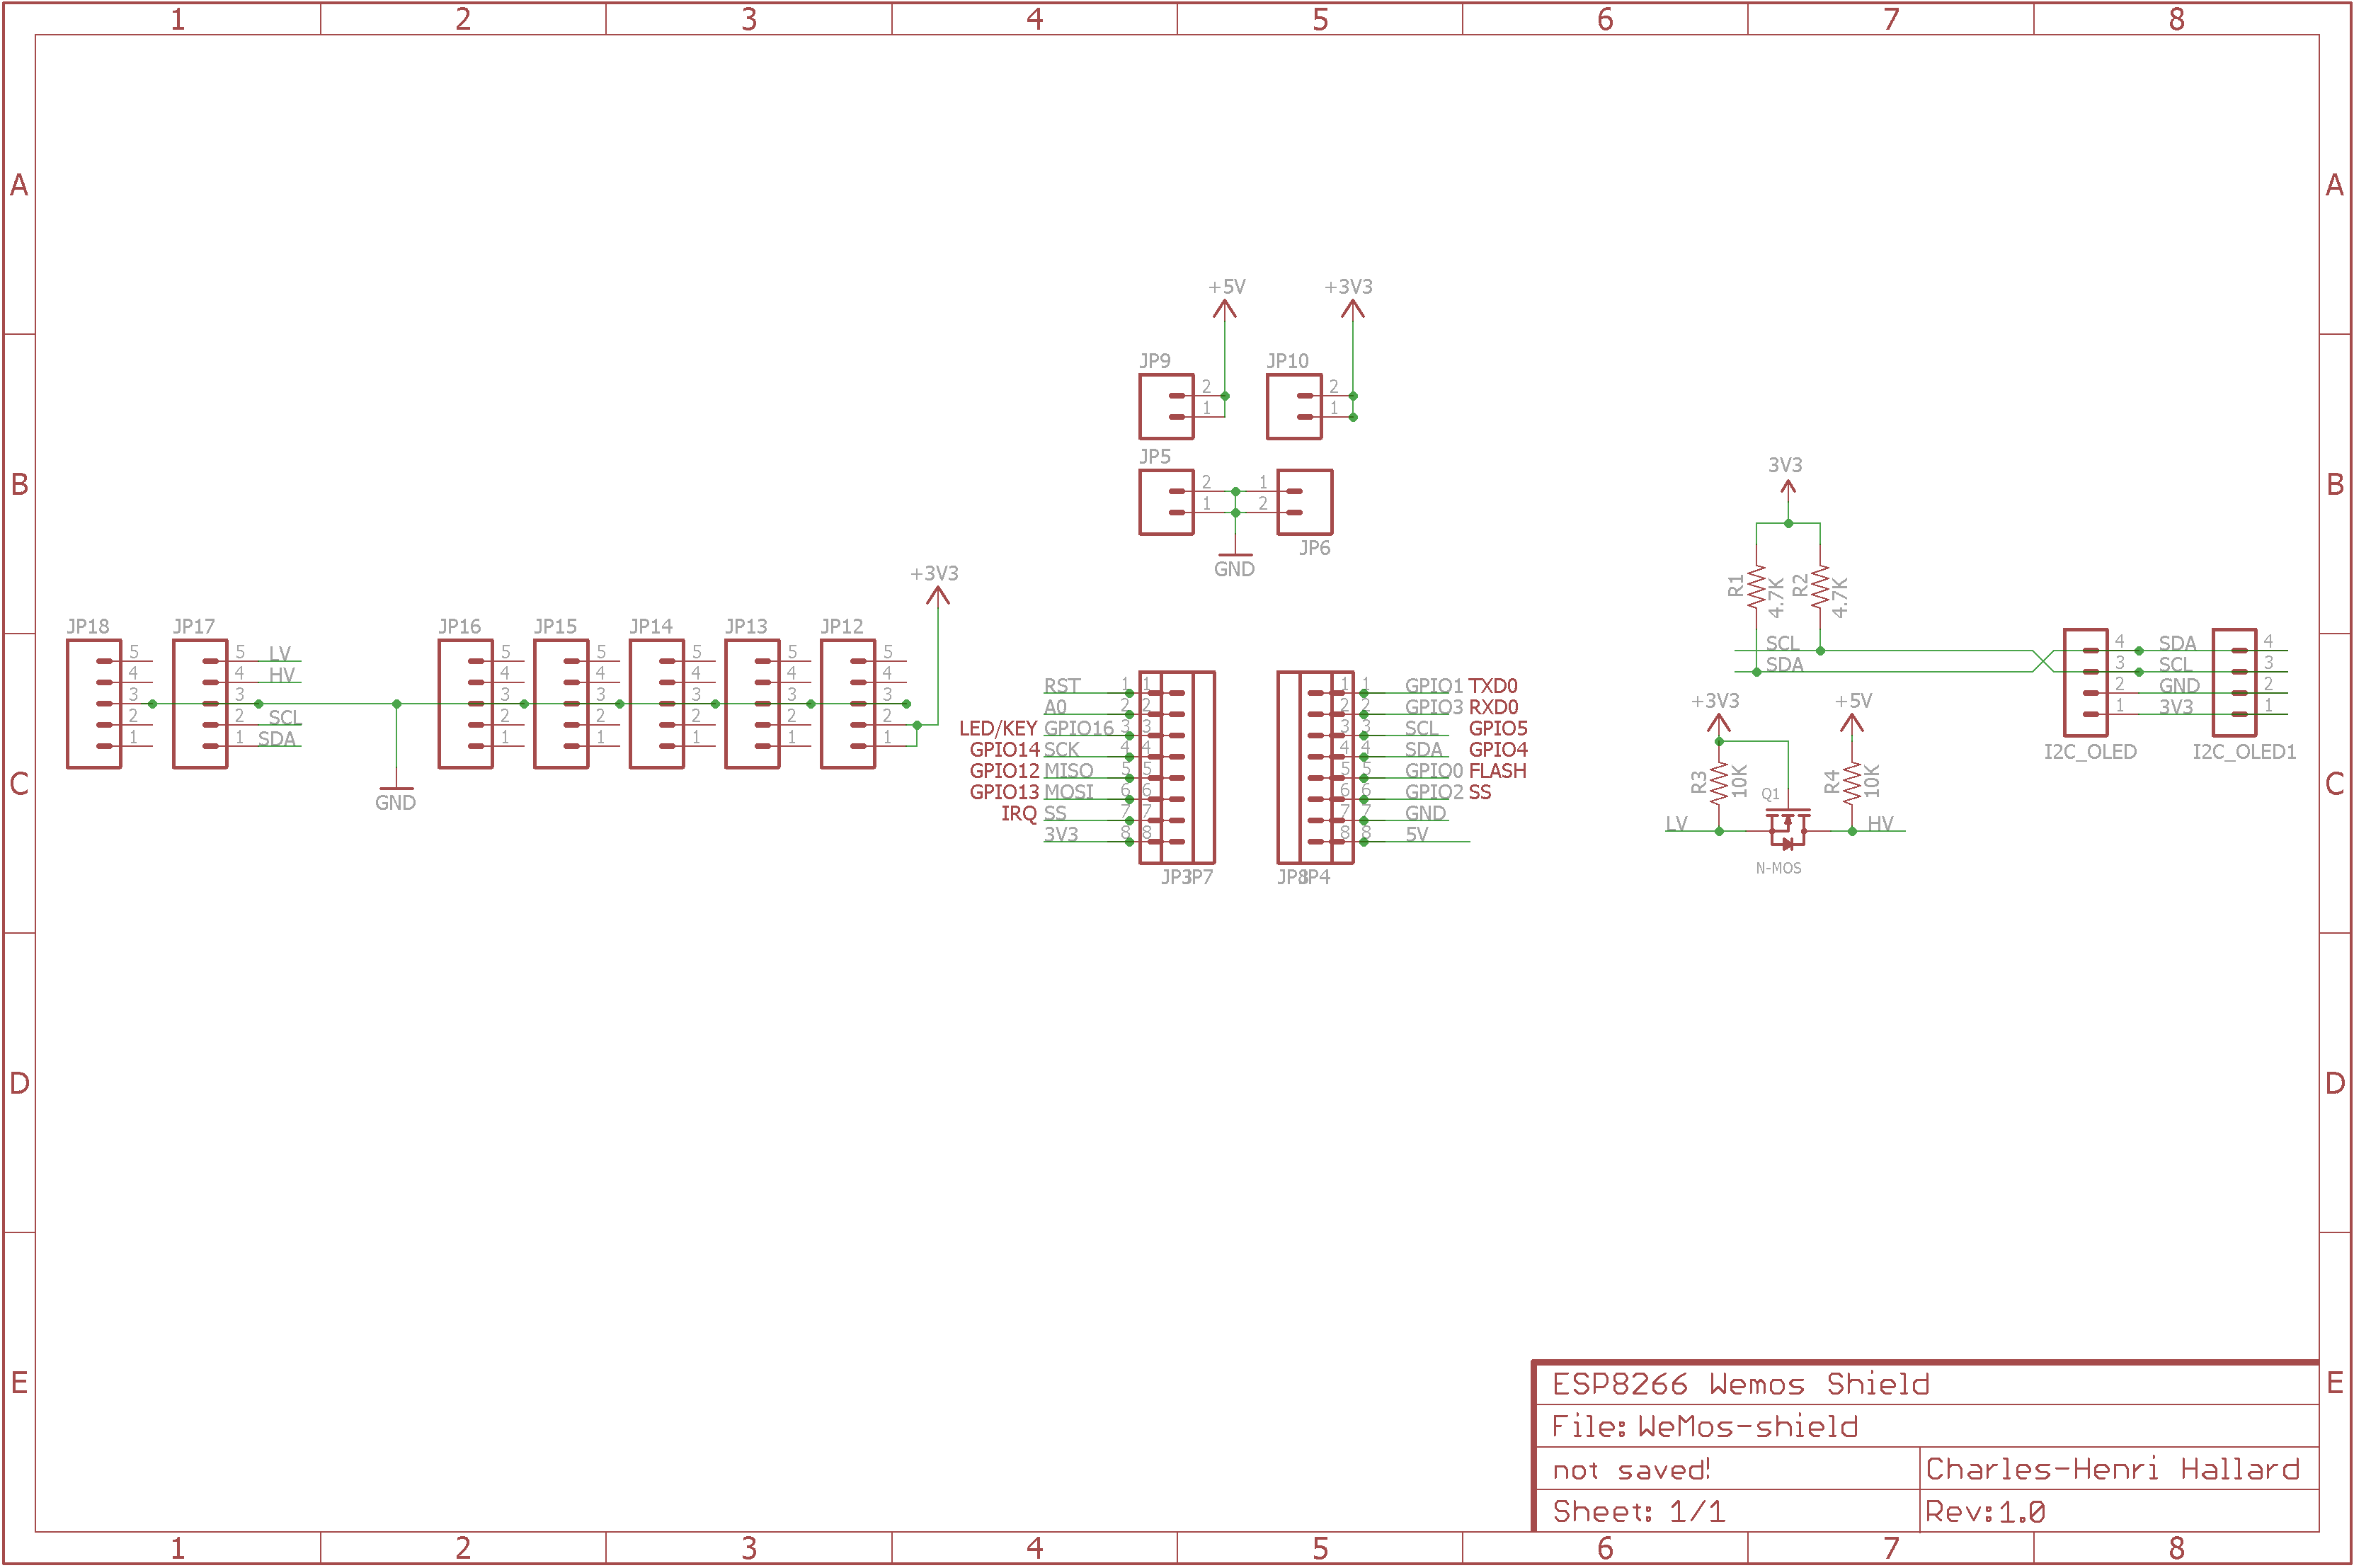 1 2 3 4 5 6 7 8
A A
+5V +3V3
JP9 JP10
2 2
1 1
JP5
2 1
1 2
JP6
GND
B B
3V3
R1 4.7K R2 4.7K
+3V3
JP18 JP17 JP16 JP15 JP14 JP13 JP12
5 5 LV 5 5 5 5 5
4 4 HV 4 4 4 4 4
3 3 3 3 3 3 3
2 2 SCL 2 2 2 2 2
1 1 SDA 1 1 1 1 1
GND
RST 1 1
A0 2 2
LED/KEY GPIO16 3 3
GPIO14 SCK 4 4
GPIO12 MISO 5 5
GPIO13 MOSI 6 6
IRQ SS 7 7
3V3 8 8
JP3 JP7
1 1 GPIO1 TXD0
2 2 GPIO3 RXD0
3 3 SCL GPIO5
4 4 SDA GPIO4
5 5 GPIO0 FLASH
6 6 GPIO2 SS
7 7 GND
8 8 5V
JP8 JP4
SCL
SDA
4 SDA 4
3 SCL 3
2 GND 2
1 3V3 1
I2C_OLED I2C_OLED1
+3V3 +5V
R3 10K Q1 R4 10K
LV HV
N-MOS
C C
D D
E E
ESP8266 Wemos Shield
File: WeMos-shield
not saved! Charles-Henri Hallard
Sheet: 1/1 Rev:1.0
1 2 3 4 5 6 7 8